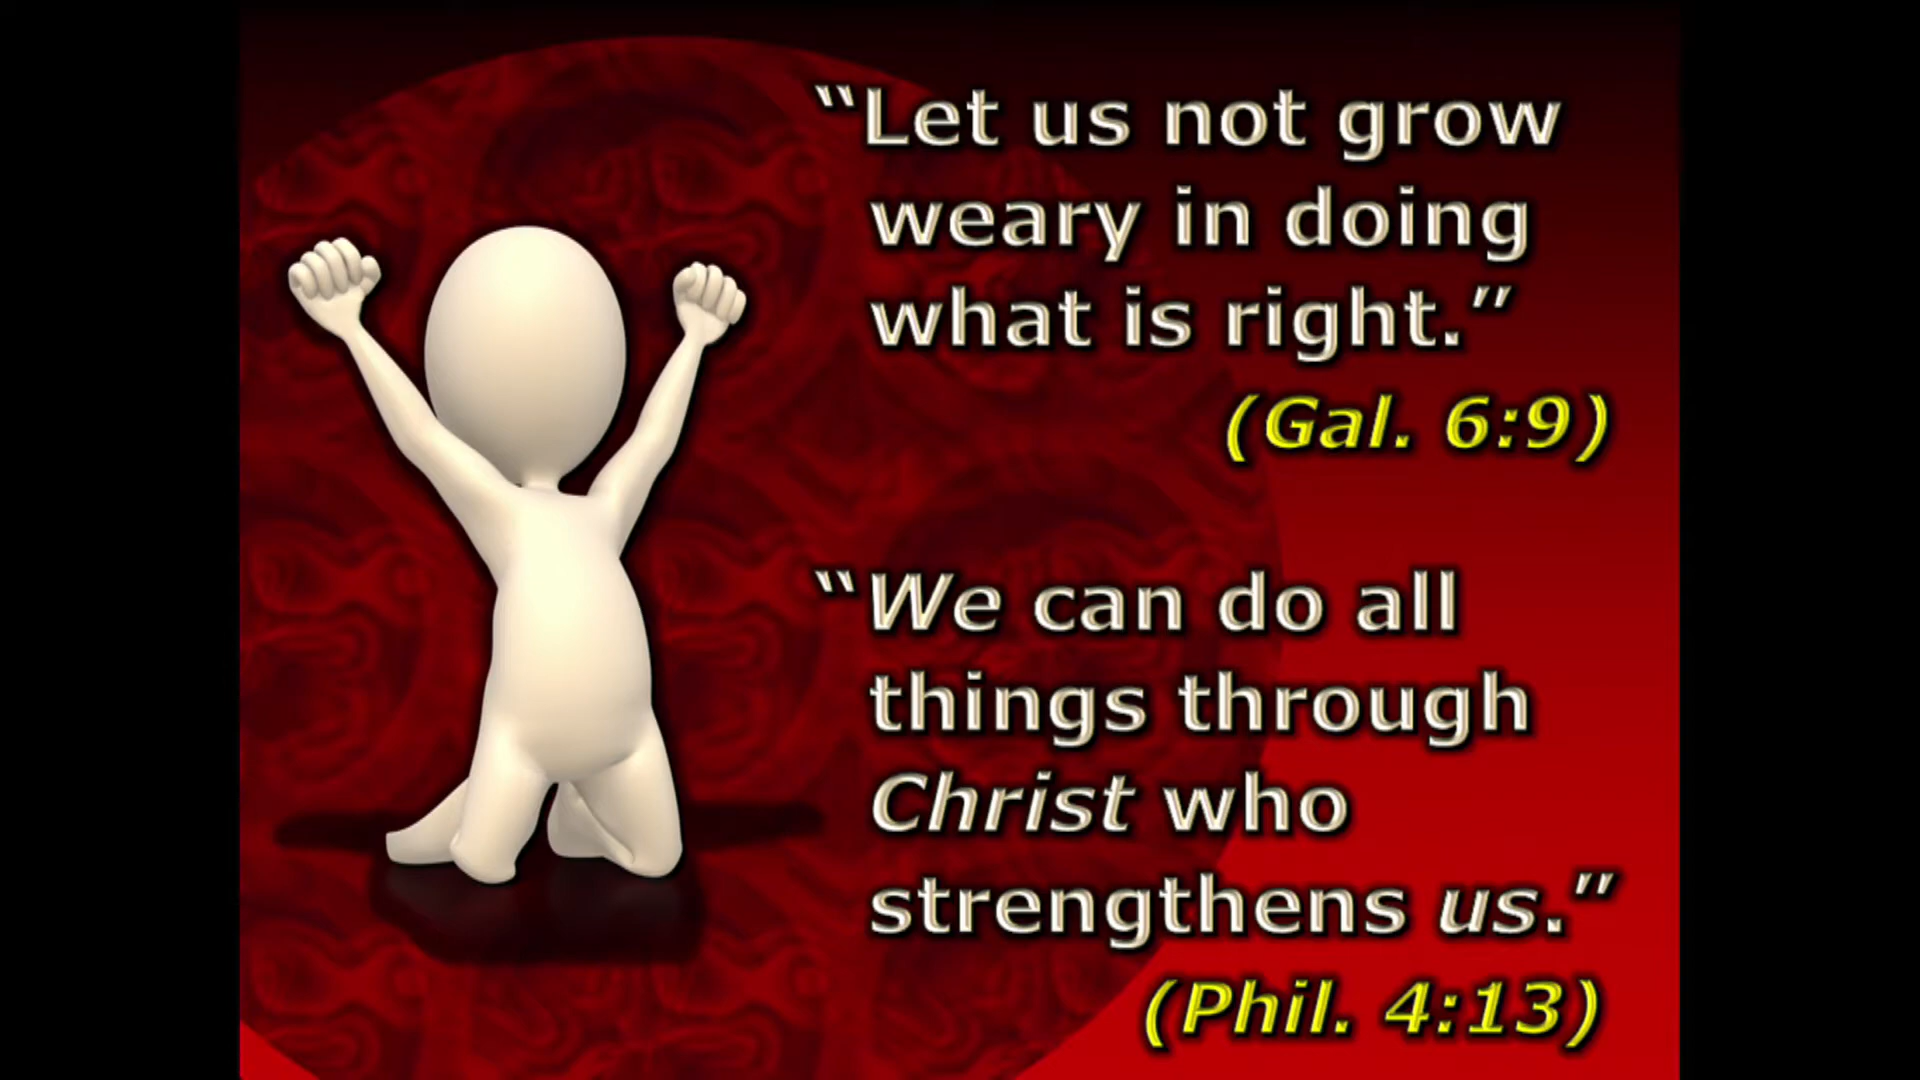 “Let us not grow
weary in doing
what is right.”
(Gal. 6:9)
“We can do all
things through
Christ who
strengthens us.”
(Phil. 4:13)